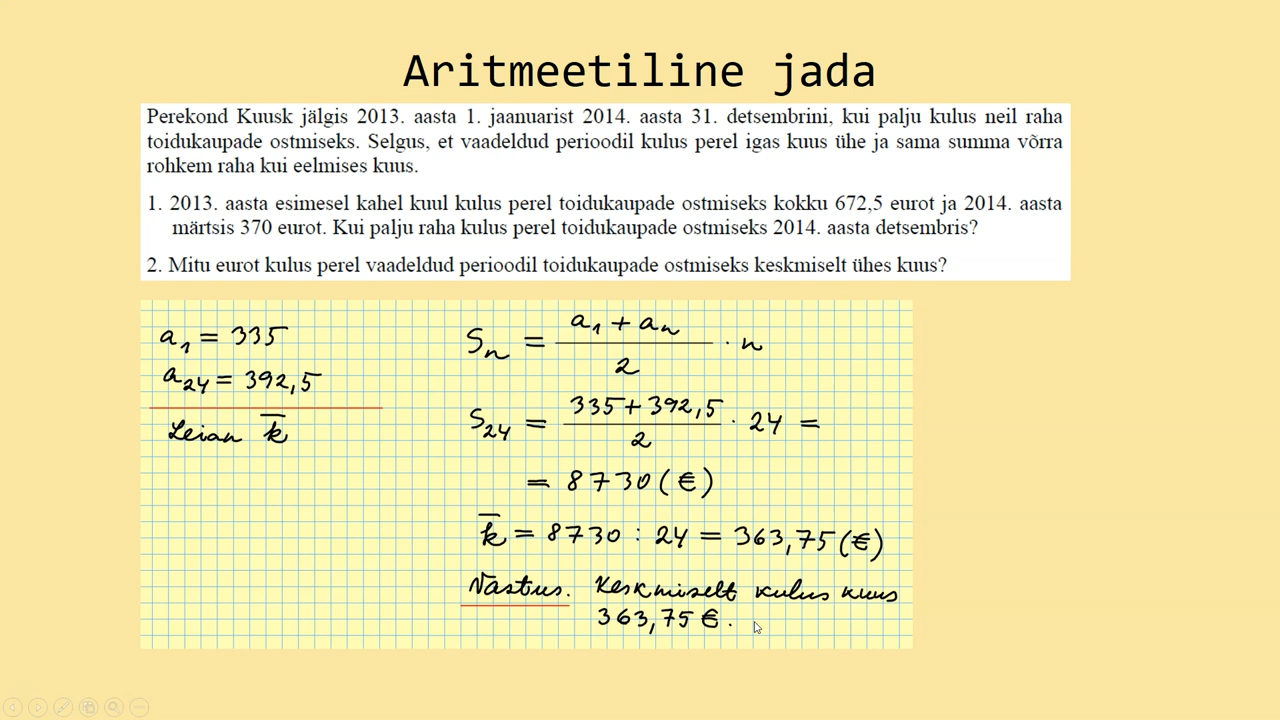 Aritmeetiline jada
Perekond Kuusk jälgis 2013. aasta 1. jaanuarist 2014. aasta 31. detsembrini, kui palju kulus neil raha
toidukaupade ostmiseks. Selgus, et vaadeldud perioodil kulus perel igas kuus ühe ja sama summa võrra
rohkem raha kui eelmises kuus.
1. 2013. aasta esimesel kahel kuul kulus perel toidukaupade ostmiseks kokku 672,5 eurot ja 2014. aasta
märtsis 370 eurot. Kui palju raha kulus perel toidukaupade ostmiseks 2014. aasta detsembris?
2. Mitu eurot kulus perel vaadeldud perioodil toidukaupade ostmiseks keskmiselt ühes kuus?
a₁ = 335
a₂₄ = 392,5
Leian k̅
Sₙ = (a₁ + aₙ)/2 · n
S₂₄ = (335 + 392,5)/2 · 24 =
= 8730 (€)
k̅ = 8730 : 24 = 363,75 (€)
Vastus. Keskmiselt kulus kuus
363,75 €.